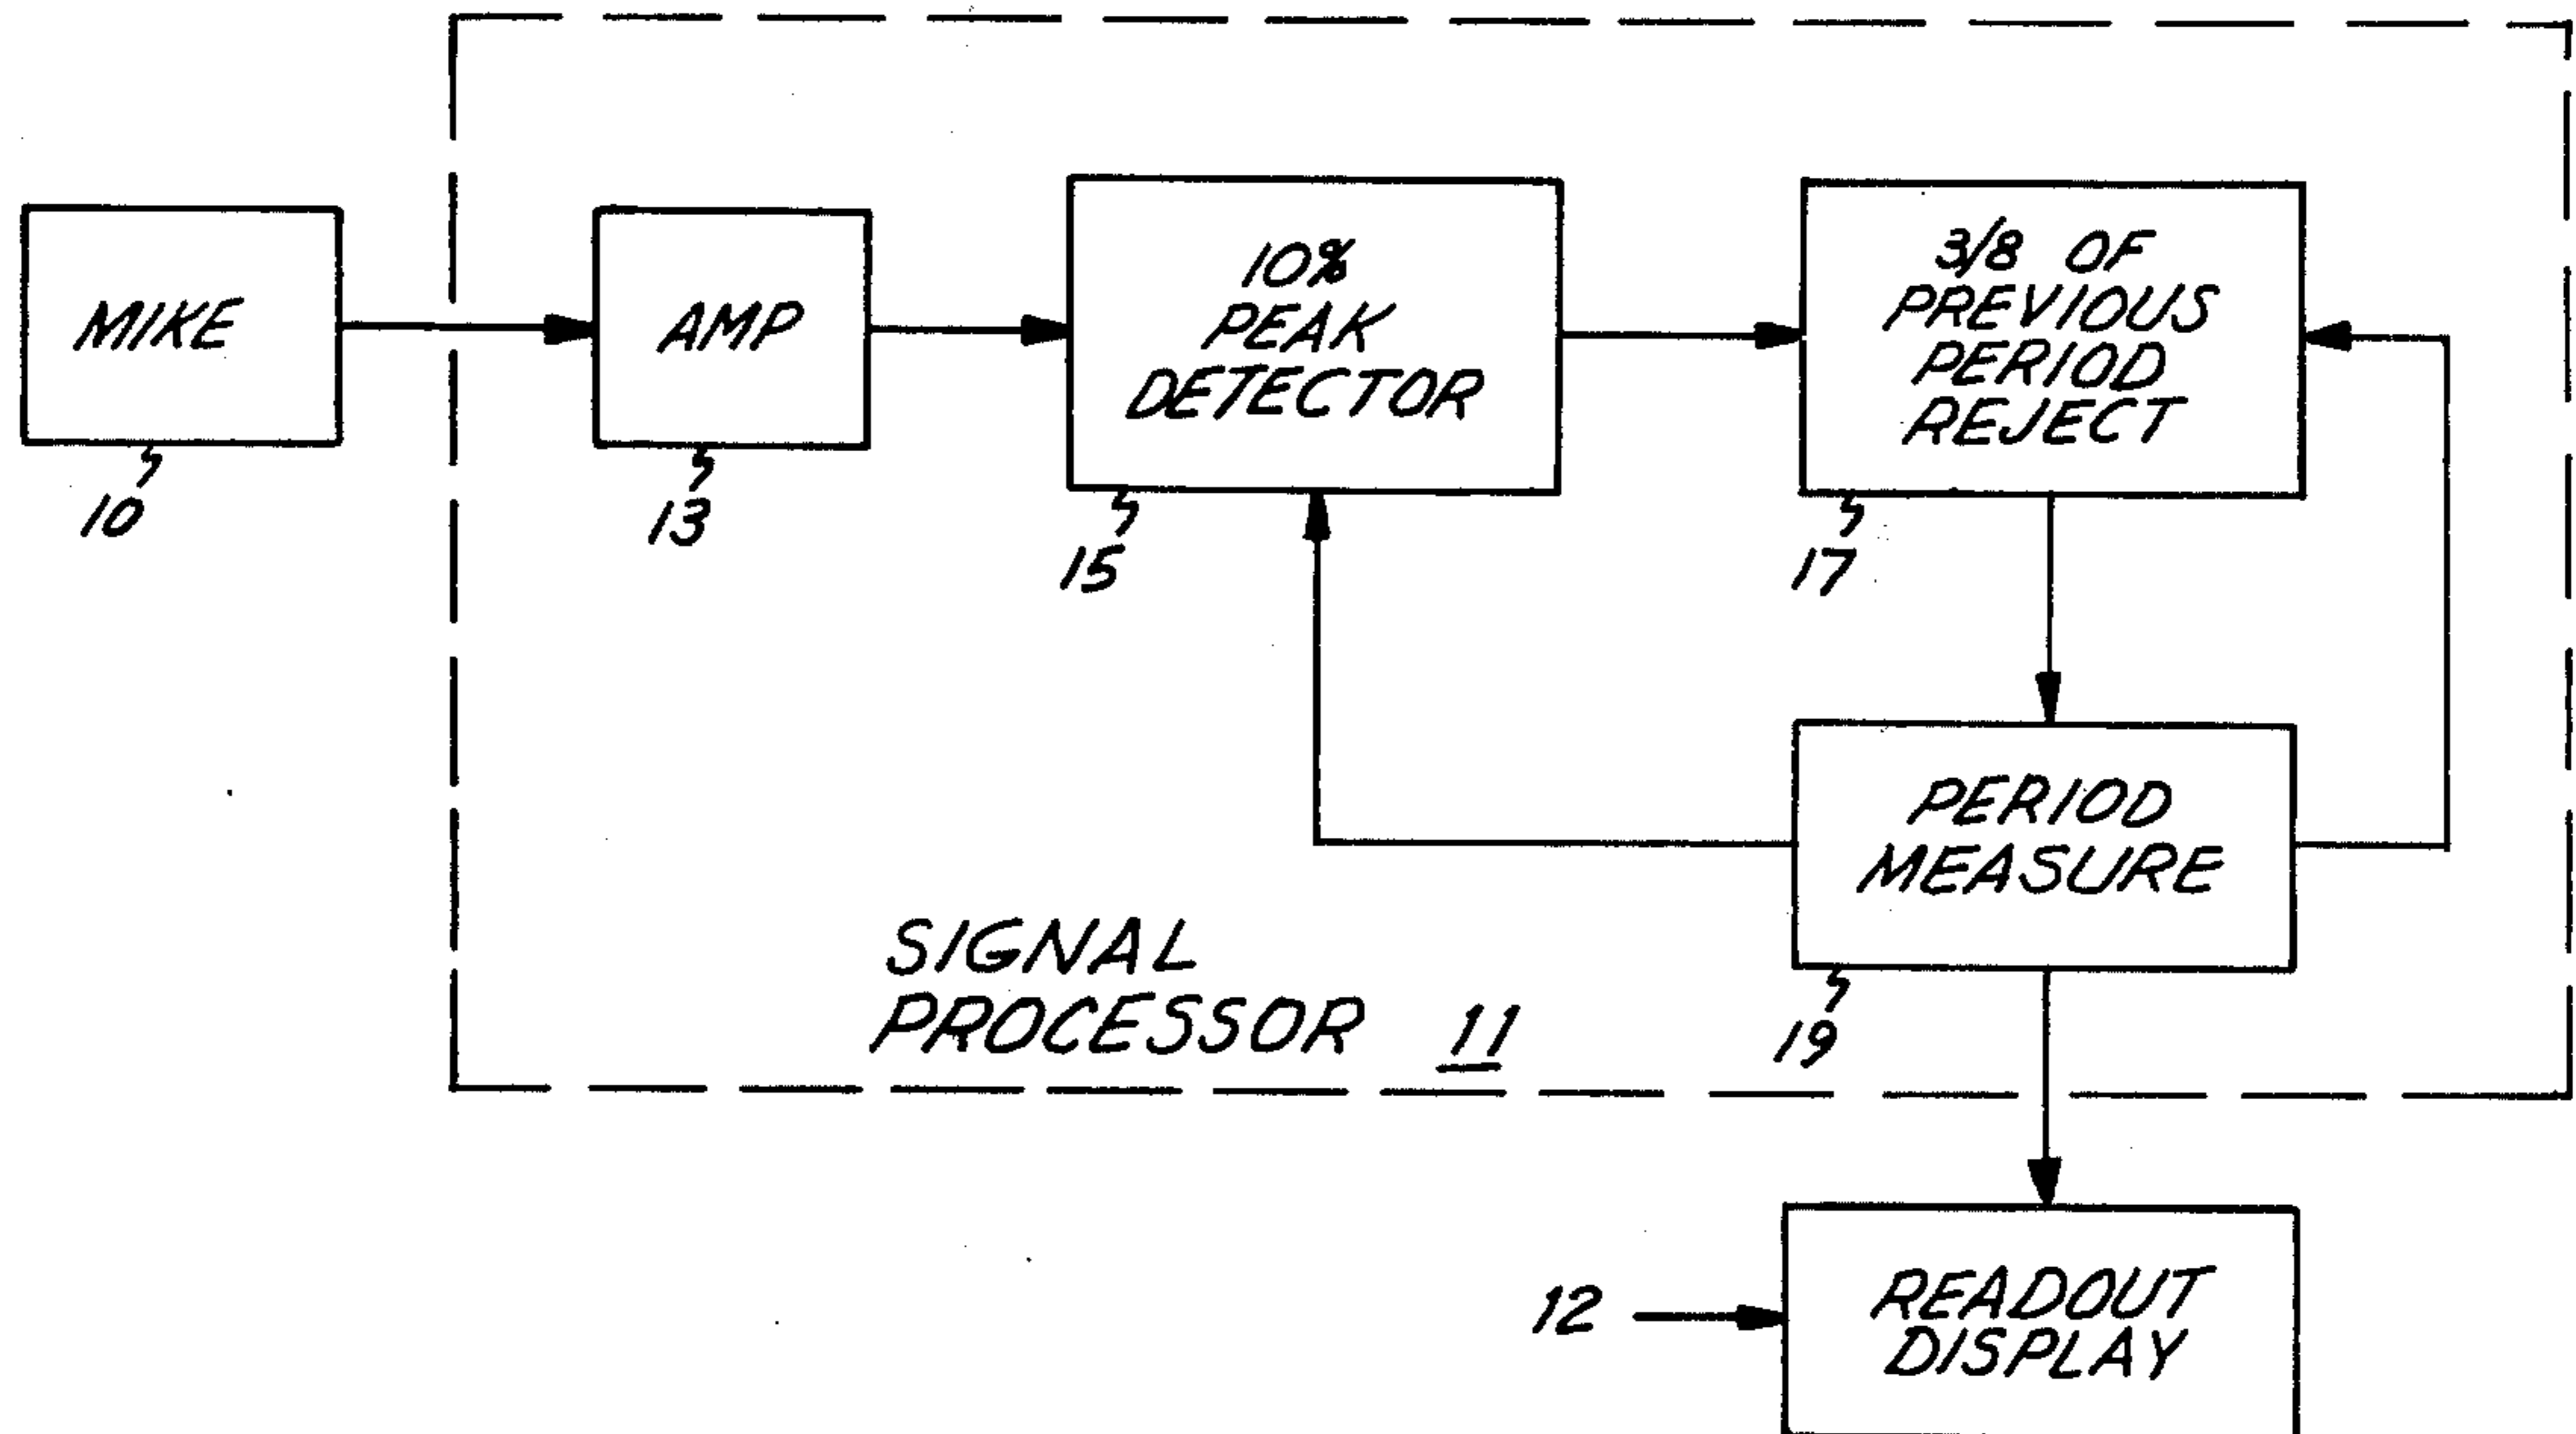 MIKE
10
AMP
13
10%
PEAK
DETECTOR
15
3/8 OF
PREVIOUS
PERIOD
REJECT
17
PERIOD
MEASURE
19
SIGNAL
PROCESSOR 11
12
READOUT
DISPLAY